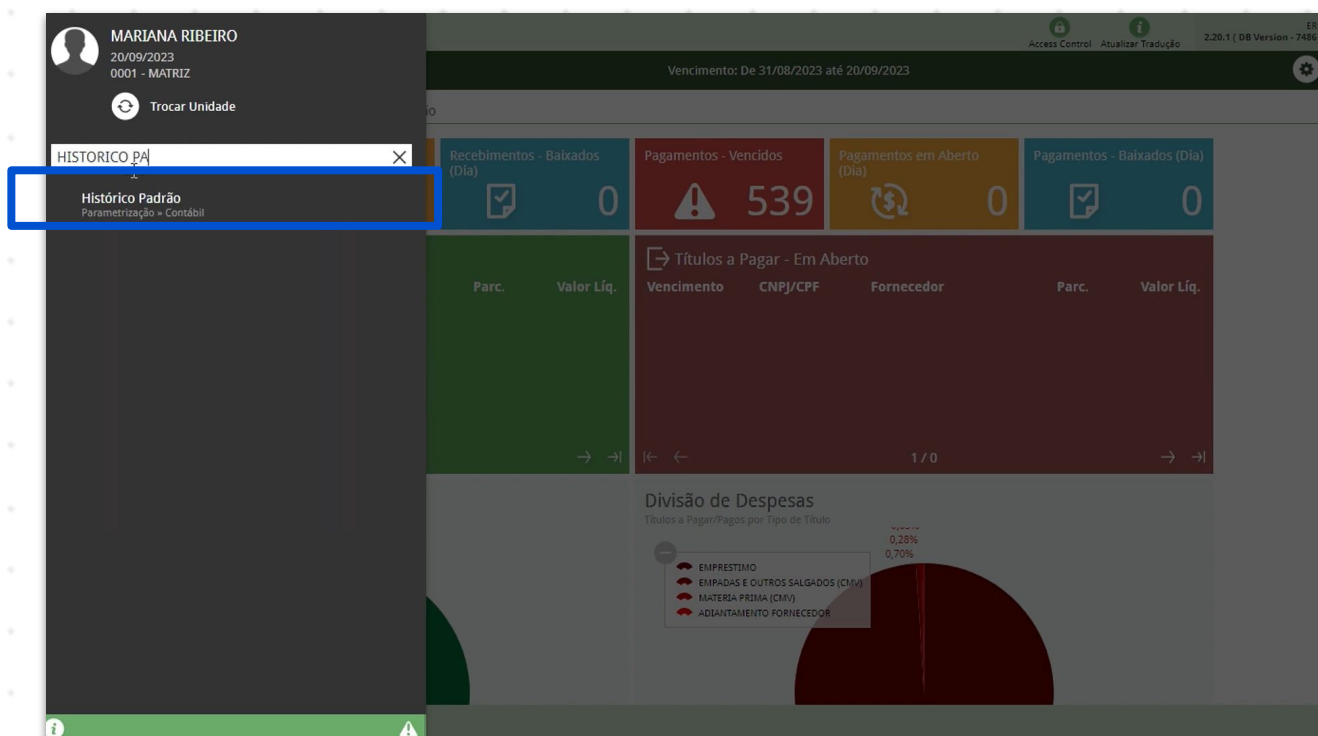 MARIANA RIBEIRO
20/09/2023
0001 - MATRIZ
Trocar Unidade
HISTORICO PA
Histórico Padrão
Parametrização » Contábil
Access Control
Atualizar Tradução
ER
2.20.1 ( DB Version - 7486
Vencimento: De 31/08/2023 até 20/09/2023
Recebimentos - Baixados
(Dia)
0
Pagamentos - Vencidos
539
Pagamentos em Aberto
(Dia)
0
Pagamentos - Baixados (Dia)
0
Parc. Valor Líq.
Títulos a Pagar - Em Aberto
Vencimento CNPJ/CPF Fornecedor Parc. Valor Líq.
1 / 0
Divisão de Despesas
Títulos a Pagar/Pagos por Tipo de Título
0,28%
0,70%
EMPRESTIMO
EMPADAS E OUTROS SALGADOS (CMV)
MATERIA PRIMA (CMV)
ADIANTAMENTO FORNECEDOR